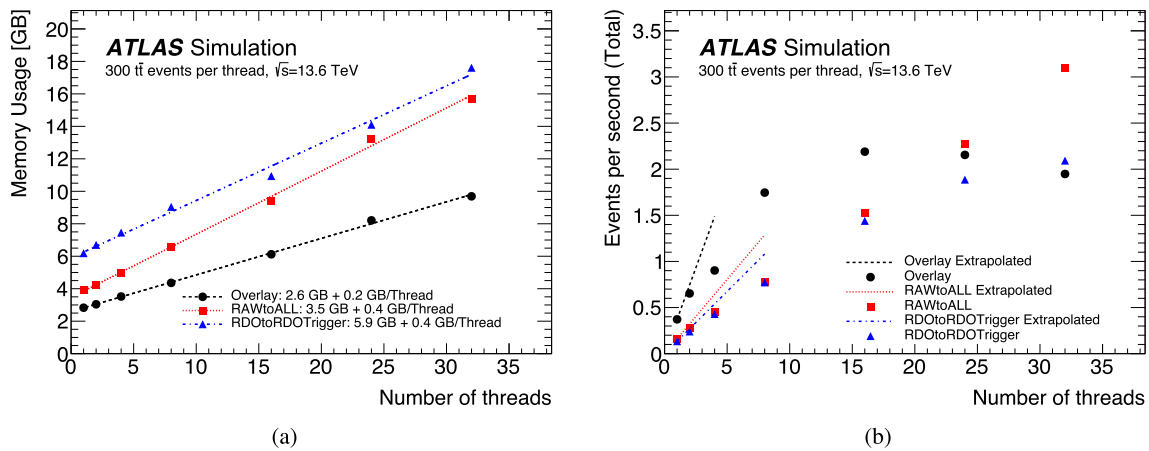 Memory Usage [GB]
20
18
16
14
12
10
8
6
4
2
0
ATLAS Simulation
300 tt̄ events per thread, √s=13.6 TeV
Overlay: 2.6 GB + 0.2 GB/Thread
RAWtoALL: 3.5 GB + 0.4 GB/Thread
RDOtoRDOTrigger: 5.9 GB + 0.4 GB/Thread
0 5 10 15 20 25 30 35
Number of threads
(a)
Events per second (Total)
3.5
3
2.5
2
1.5
1
0.5
0
ATLAS Simulation
300 tt̄ events per thread, √s=13.6 TeV
Overlay Extrapolated
Overlay
RAWtoALL Extrapolated
RAWtoALL
RDOtoRDOTrigger Extrapolated
RDOtoRDOTrigger
0 5 10 15 20 25 30 35
Number of threads
(b)